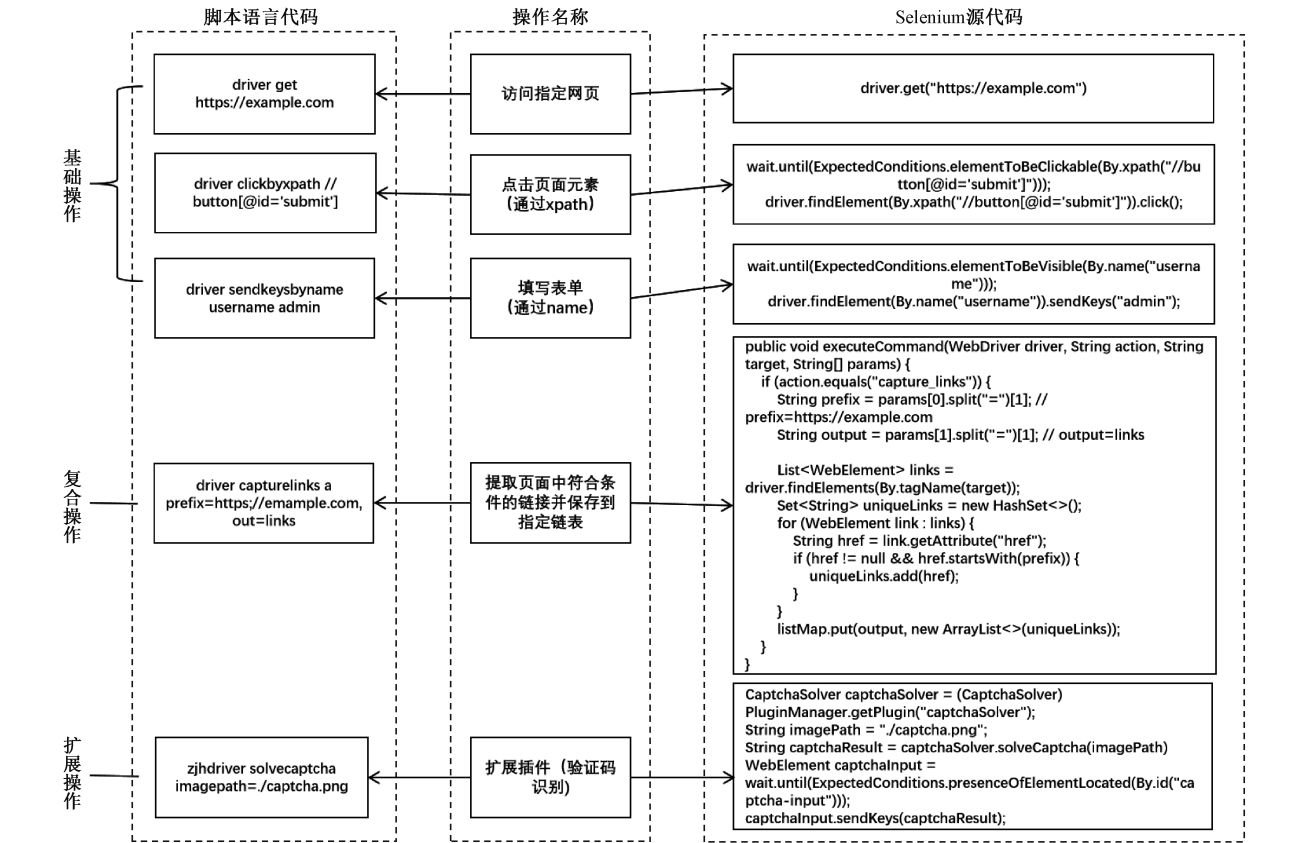 脚本语言代码
操作名称
Selenium源代码
基础操作
driver get
https://example.com
访问指定网页
driver.get("https://example.com")
driver clickbyxpath //
button[@id='submit']
点击页面元素
（通过xpath）
wait.until(ExpectedConditions.elementToBeClickable(By.xpath("//bu
tton[@id='submit']")));
driver.findElement(By.xpath("//button[@id='submit']")).click();
driver sendkeysbyname
username admin
填写表单
（通过name）
wait.until(ExpectedConditions.elementToBeVisible(By.name("userna
me")));
driver.findElement(By.name("username")).sendKeys("admin");
复合操作
driver capturelinks a
prefix=https;//emample.com,
out=links
提取页面中符合条
件的链接并保存到
指定链表
public void executeCommand(WebDriver driver, String action, String
target, String[] params) {
if (action.equals("capture_links")) {
String prefix = params[0].split("=")[1]; //
prefix=https://example.com
String output = params[1].split("=")[1]; // output=links
List<WebElement> links =
driver.findElements(By.tagName(target));
Set<String> uniqueLinks = new HashSet<>();
for (WebElement link : links) {
String href = link.getAttribute("href");
if (href != null && href.startsWith(prefix)) {
uniqueLinks.add(href);
}
}
listMap.put(output, new ArrayList<>(uniqueLinks));
}
}
扩展操作
zjhdriver solvecaptcha
imagepath=./captcha.png
扩展插件（验证码
识别)
CaptchaSolver captchaSolver = (CaptchaSolver)
PluginManager.getPlugin("captchaSolver");
String imagePath = "./captcha.png";
String captchaResult = captchaSolver.solveCaptcha(imagePath)
WebElement captchaInput =
wait.until(ExpectedConditions.presenceOfElementLocated(By.id("ca
ptcha-input")));
captchaInput.sendKeys(captchaResult);